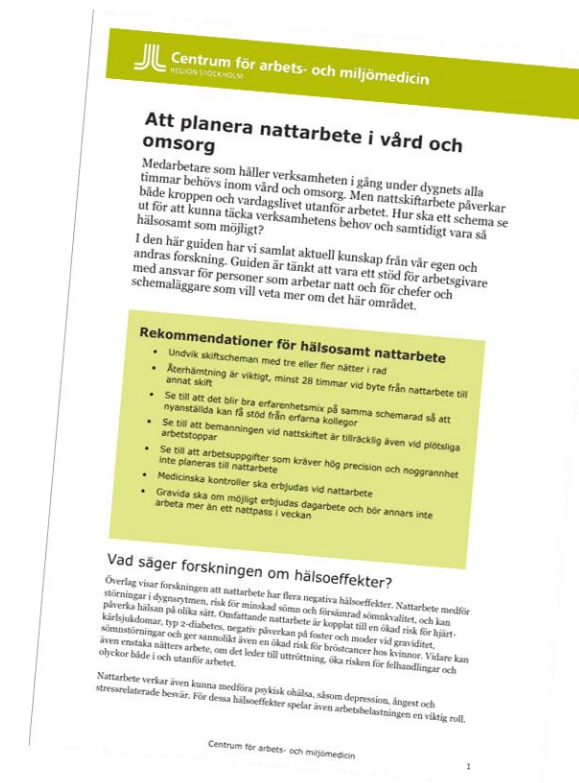 Centrum för arbets- och miljömedicin
REGION STOCKHOLM
Att planera nattarbete i vård och
omsorg
Medarbetare som håller verksamheten i gång under dygnets alla
timmar behövs inom vård och omsorg. Men nattskiftarbete påverkar
både kroppen och vardagslivet utanför arbetet. Hur ska ett schema se
ut för att kunna täcka verksamhetens behov och samtidigt vara så
hälsosamt som möjligt?
I den här guiden har vi samlat aktuell kunskap från vår egen och
andras forskning. Guiden är tänkt att vara ett stöd för arbetsgivare
med ansvar för personer som arbetar natt och för chefer och
schemaläggare som vill veta mer om det här området.
Rekommendationer för hälsosamt nattarbete
• Undvik skiftscheman med tre eller fler nätter i rad
• Återhämtning är viktigt, minst 28 timmar vid byte från nattarbete till
annat skift
• Se till att det blir bra erfarenhetsmix på samma schemarad så att
nyanställda kan få stöd från erfarna kollegor
• Se till att bemanningen vid nattskiftet är tillräcklig även vid plötsliga
arbetstoppar
• Se till att arbetsuppgifter som kräver hög precision och noggrannhet
inte planeras till nattarbete
• Medicinska kontroller ska erbjudas vid nattarbete
• Gravida ska om möjligt erbjudas dagarbete och bör annars inte
arbeta mer än ett nattpass i veckan
Vad säger forskningen om hälsoeffekter?
Överlag visar forskningen att nattarbete har flera negativa hälsoeffekter. Nattarbete medför
störningar i dygnsrytmen, risk för minskad sömn och försämrad sömnkvalitet, och kan
påverka hälsan på olika sätt. Omfattande nattarbete är kopplat till en ökad risk för hjärt-
kärlsjukdomar, typ 2-diabetes, negativ påverkan på foster och moder vid graviditet,
sömnstörningar och ger sannolikt även en ökad risk för bröstcancer hos kvinnor. Vidare kan
även enstaka nätters arbete, om det leder till uttröttning, öka risken för felhandlingar och
olyckor både i och utanför arbetet.
Nattarbete verkar även kunna medföra psykisk ohälsa, såsom depression, ångest och
stressrelaterade besvär. För dessa hälsoeffekter spelar även arbetsbelastningen en viktig roll.
Centrum för arbets- och miljömedicin
1